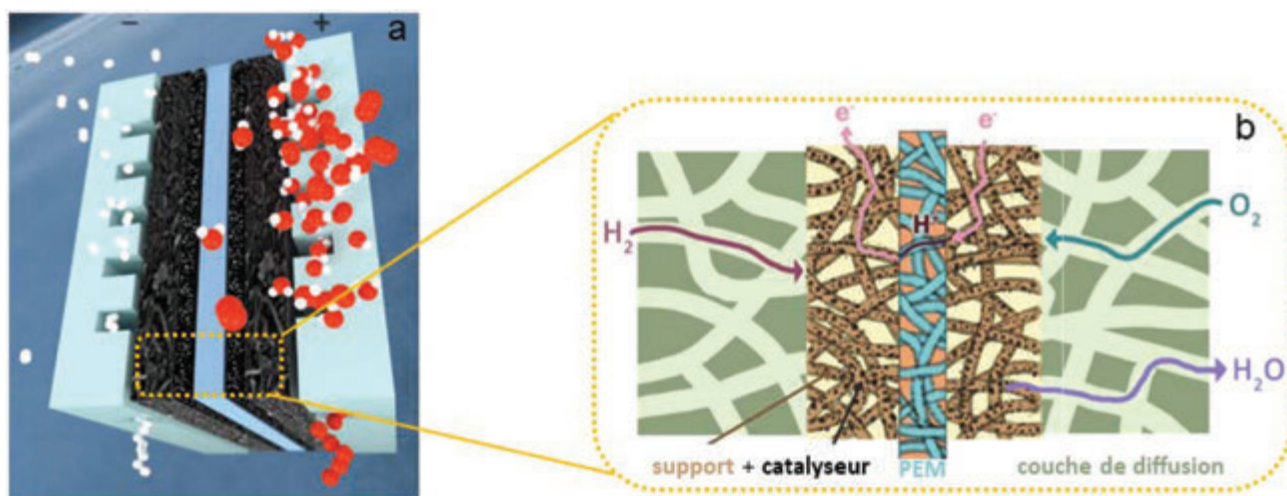 − + a
b
e⁻ e⁻
H₂ H⁺ O₂
H₂O
support + catalyseur PEM couche de diffusion